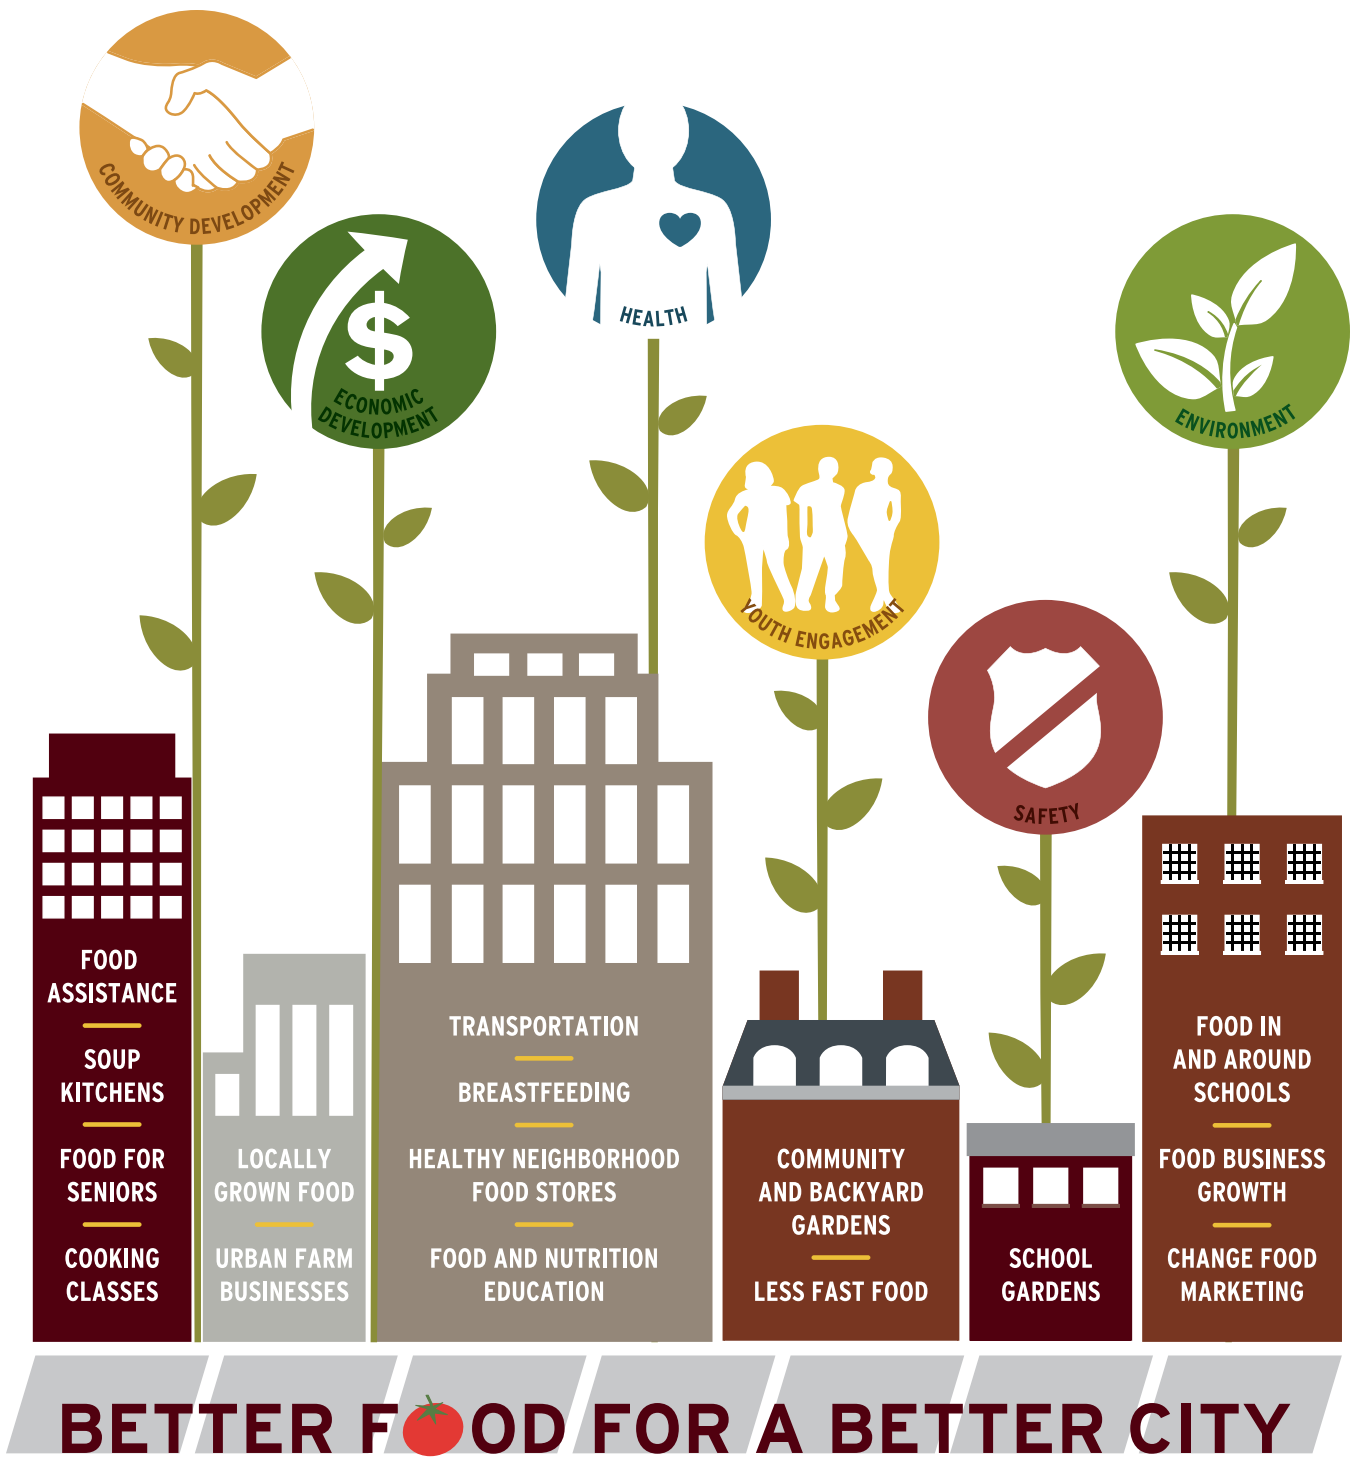 COMMUNITY DEVELOPMENT
ECONOMIC
DEVELOPMENT
HEALTH
YOUTH ENGAGEMENT
SAFETY
ENVIRONMENT
FOOD
ASSISTANCE
SOUP
KITCHENS
FOOD FOR
SENIORS
COOKING
CLASSES
LOCALLY
GROWN FOOD
URBAN FARM
BUSINESSES
TRANSPORTATION
BREASTFEEDING
HEALTHY NEIGHBORHOOD
FOOD STORES
FOOD AND NUTRITION
EDUCATION
COMMUNITY
AND BACKYARD
GARDENS
LESS FAST FOOD
SCHOOL
GARDENS
FOOD IN
AND AROUND
SCHOOLS
FOOD BUSINESS
GROWTH
CHANGE FOOD
MARKETING
BETTER FOOD FOR A BETTER CITY